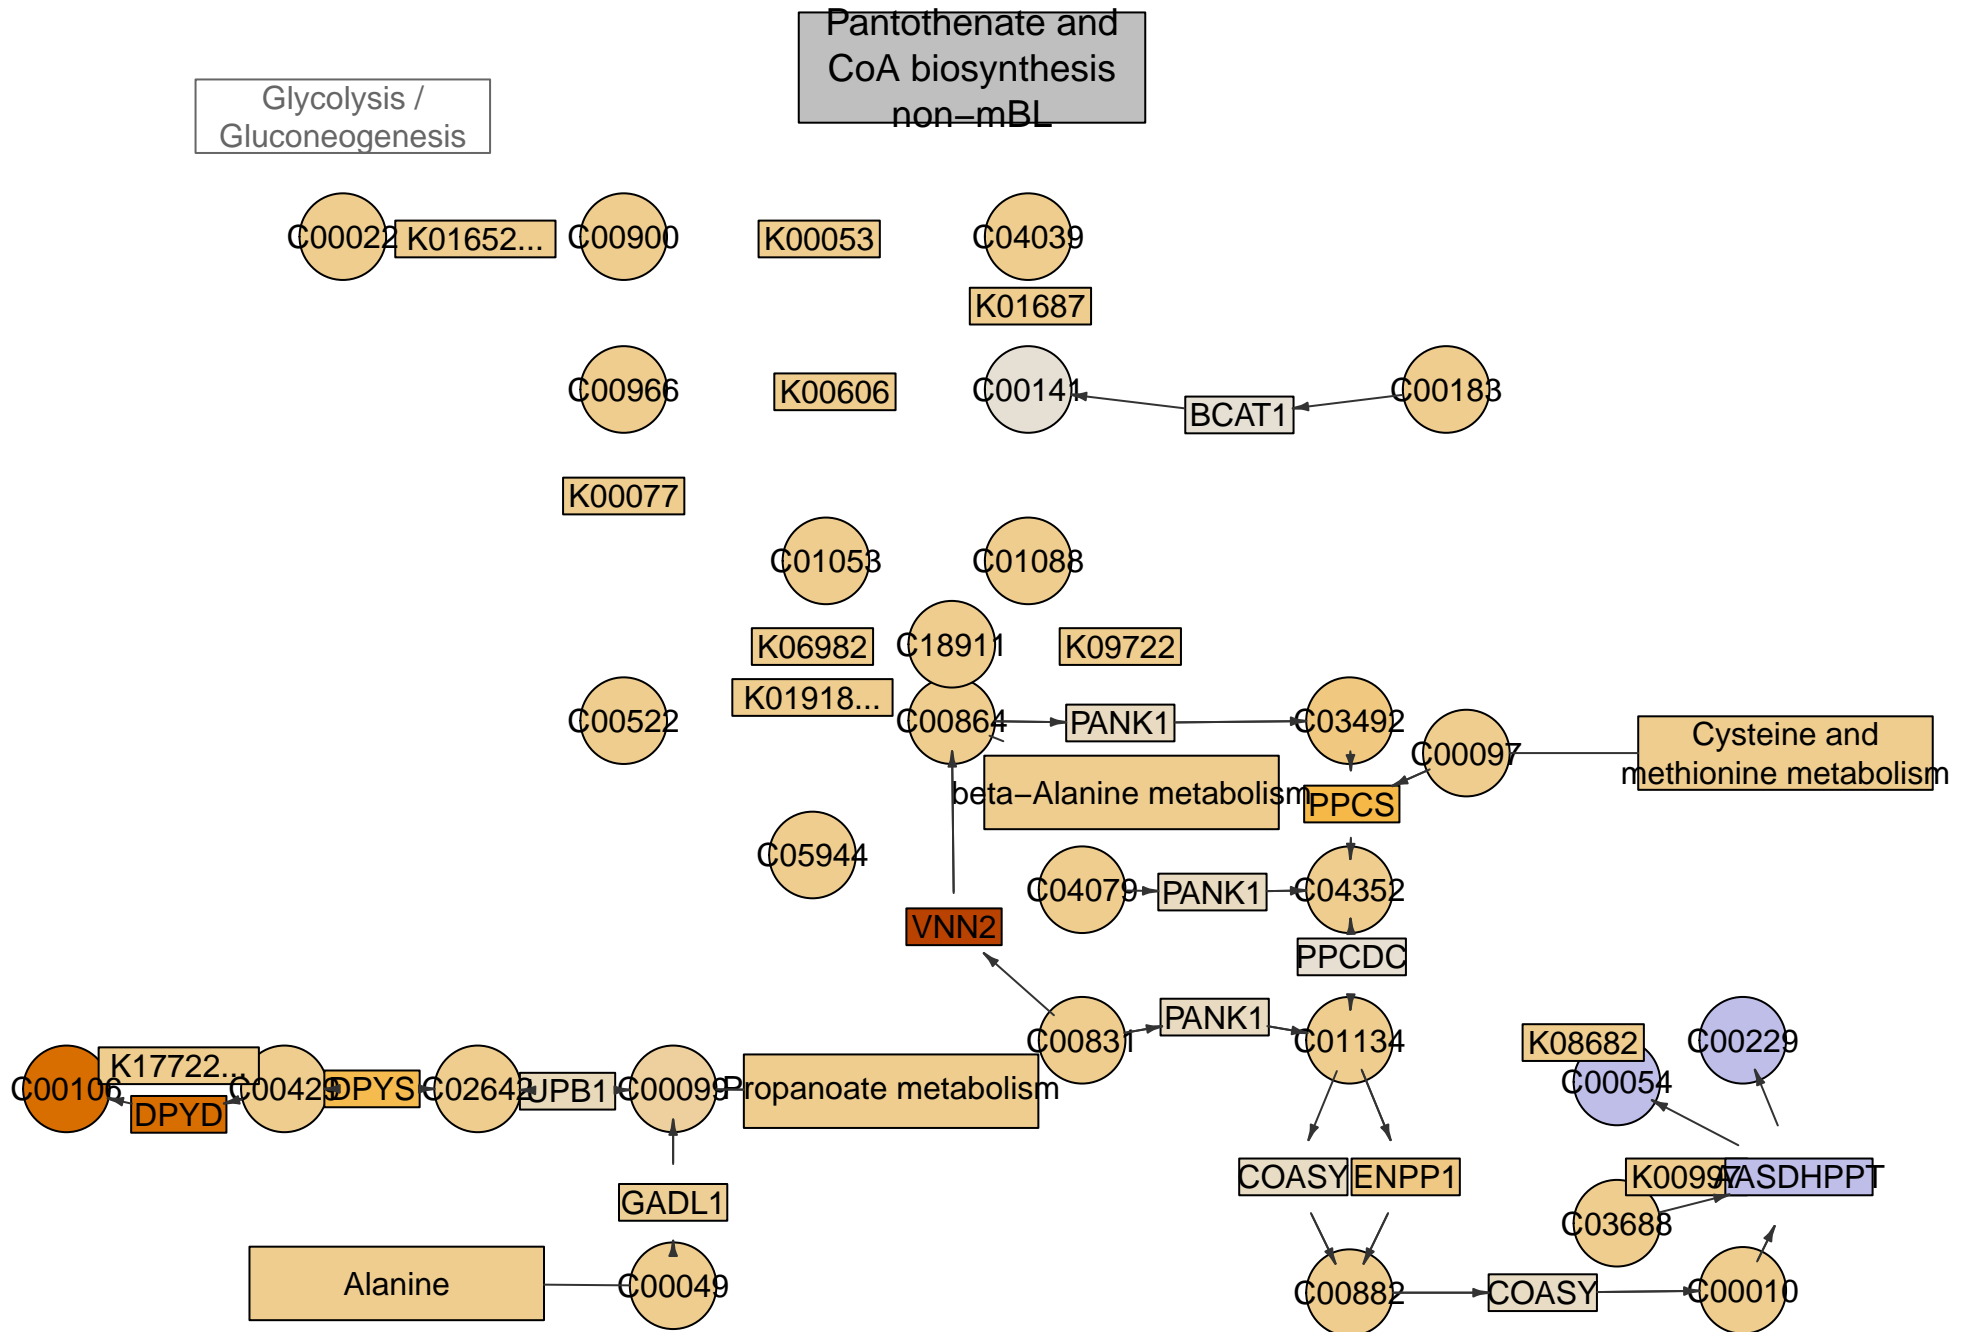 Pantothenate and
CoA biosynthesis
non−mBL
Glycolysis /
Gluconeogenesis
C00022
K01652...
C00900
K00053
C04039
K01687
C00966
K00606
C00141
BCAT1
C00183
K00077
C01053
C01088
K06982
C18911
K09722
K01918...
C00522
C00864
PANK1
C03492
C00097
Cysteine and
methionine metabolism
beta−Alanine metabolism
PPCS
C05944
C04079
PANK1
C04352
VNN2
PPCDC
C00831
PANK1
C01134
K08682
C00229
C00054
C00106
K17722...
DPYD
C00429
DPYS
C02642
UPB1
C00099
Propanoate metabolism
COASY
ENPP1
K00997
AASDHPPT
GADL1
C03688
Alanine
C00049
C00882
COASY
C00010